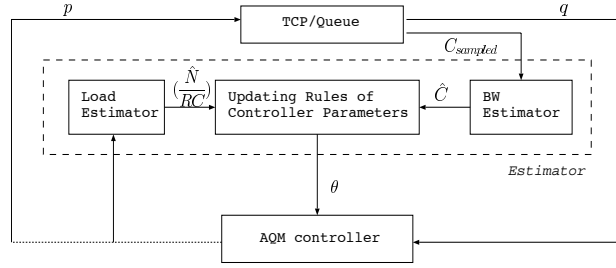 p
TCP/Queue
q
C_sampled
Load
Estimator
(N̂/RC)
Updating Rules of
Controller Parameters
Ĉ
BW
Estimator
Estimator
θ
AQM controller